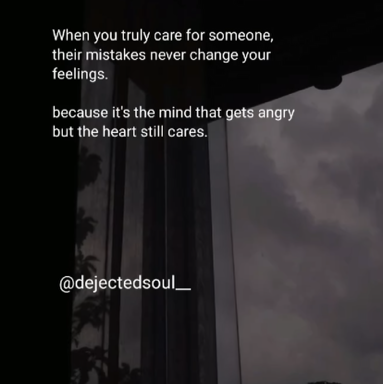 When you truly care for someone,
their mistakes never change your
feelings.
because it's the mind that gets angry
but the heart still cares.
@dejectedsoul__